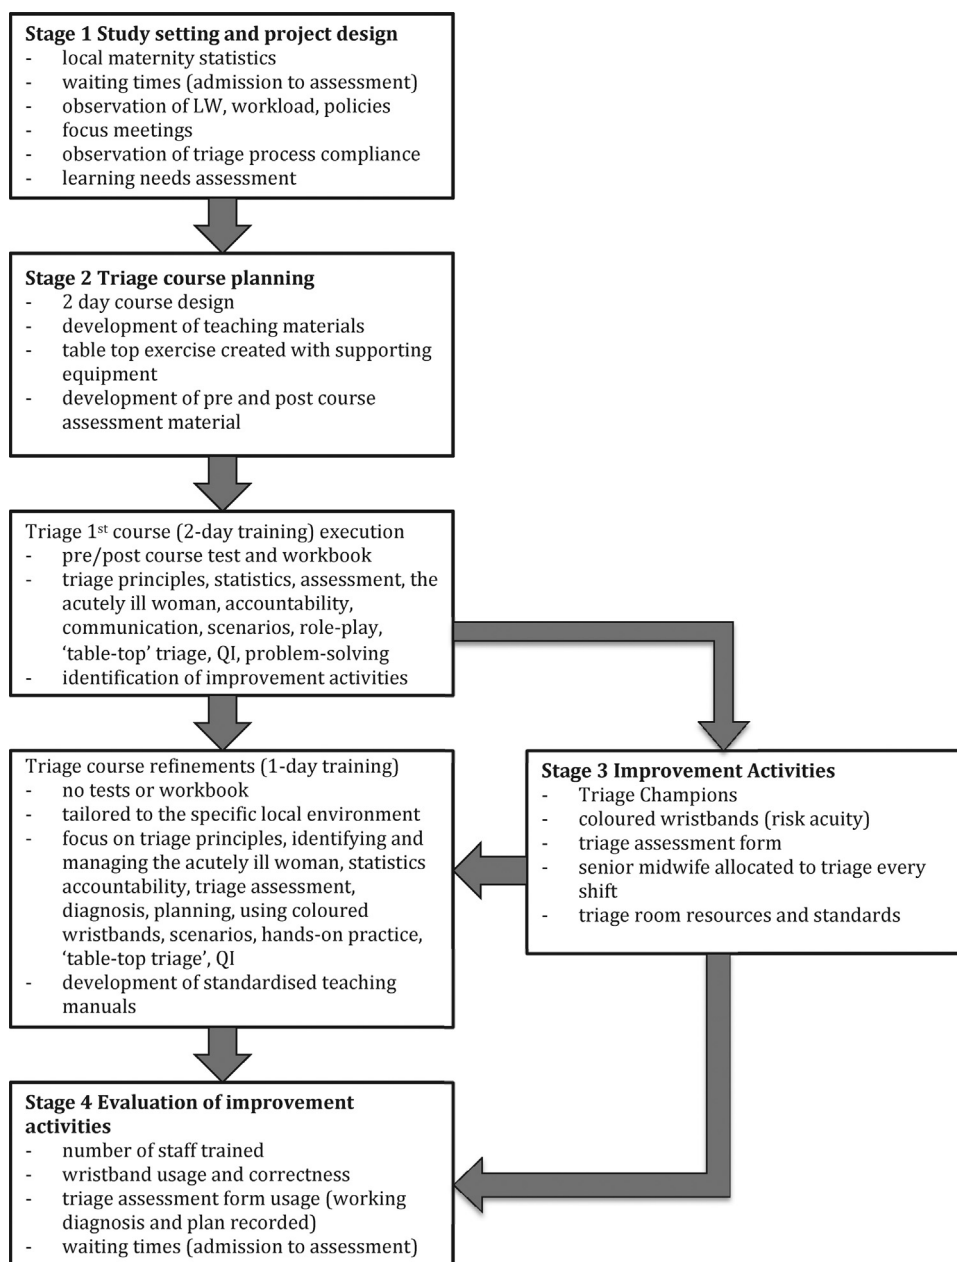 Stage 1 Study setting and project design
- local maternity statistics
- waiting times (admission to assessment)
- observation of LW, workload, policies
- focus meetings
- observation of triage process compliance
- learning needs assessment
Stage 2 Triage course planning
- 2 day course design
- development of teaching materials
- table top exercise created with supporting
equipment
- development of pre and post course
assessment material
Triage 1st course (2-day training) execution
- pre/post course test and workbook
- triage principles, statistics, assessment, the
acutely ill woman, accountability,
communication, scenarios, role-play,
‘table-top’ triage, QI, problem-solving
- identification of improvement activities
Triage course refinements (1-day training)
- no tests or workbook
- tailored to the specific local environment
- focus on triage principles, identifying and
managing the acutely ill woman, statistics
accountability, triage assessment,
diagnosis, planning, using coloured
wristbands, scenarios, hands-on practice,
‘table-top triage’, QI
- development of standardised teaching
manuals
Stage 3 Improvement Activities
- Triage Champions
- coloured wristbands (risk acuity)
- triage assessment form
- senior midwife allocated to triage every
shift
- triage room resources and standards
Stage 4 Evaluation of improvement
activities
- number of staff trained
- wristband usage and correctness
- triage assessment form usage (working
diagnosis and plan recorded)
- waiting times (admission to assessment)